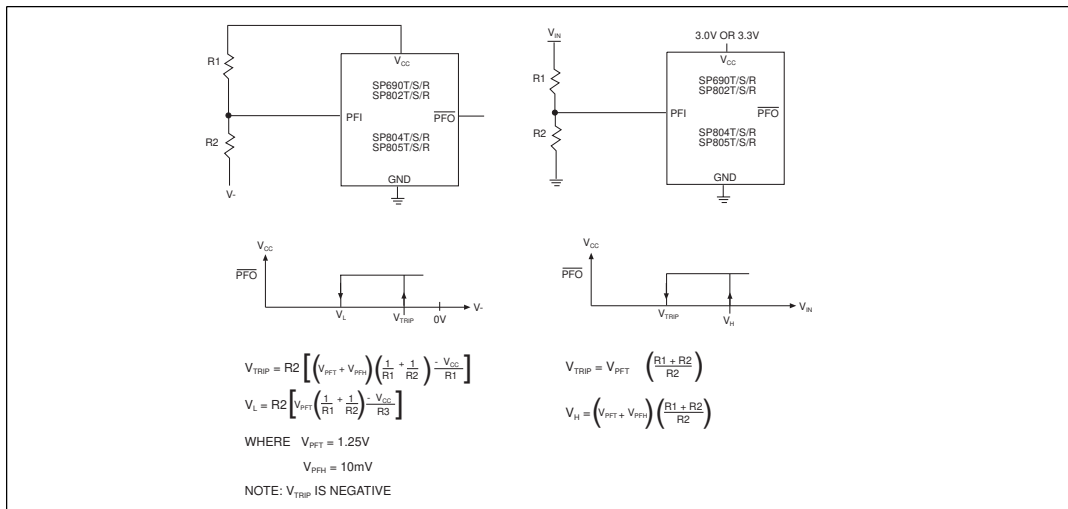 R1
R2
V-
VCC
SP690T/S/R
SP802T/S/R
PFI
PFO
SP804T/S/R
SP805T/S/R
GND
VIN
R1
R2
3.0V OR 3.3V
VCC
SP690T/S/R
SP802T/S/R
PFI
PFO
SP804T/S/R
SP805T/S/R
GND
VCC
PFO
VL
VTRIP
0V
V-
VCC
PFO
VTRIP
VH
VIN
VTRIP = R2 [(VPFT + VPFH)(1/R1 + 1/R2) - VCC/R1]
VL = R2 [VPFT(1/R1 + 1/R2) - VCC/R3]
WHERE VPFT = 1.25V
VPFH = 10mV
NOTE: VTRIP IS NEGATIVE
VTRIP = VPFT (R1 + R2/R2)
VH = (VPFT + VPFH)(R1 + R2/R2)